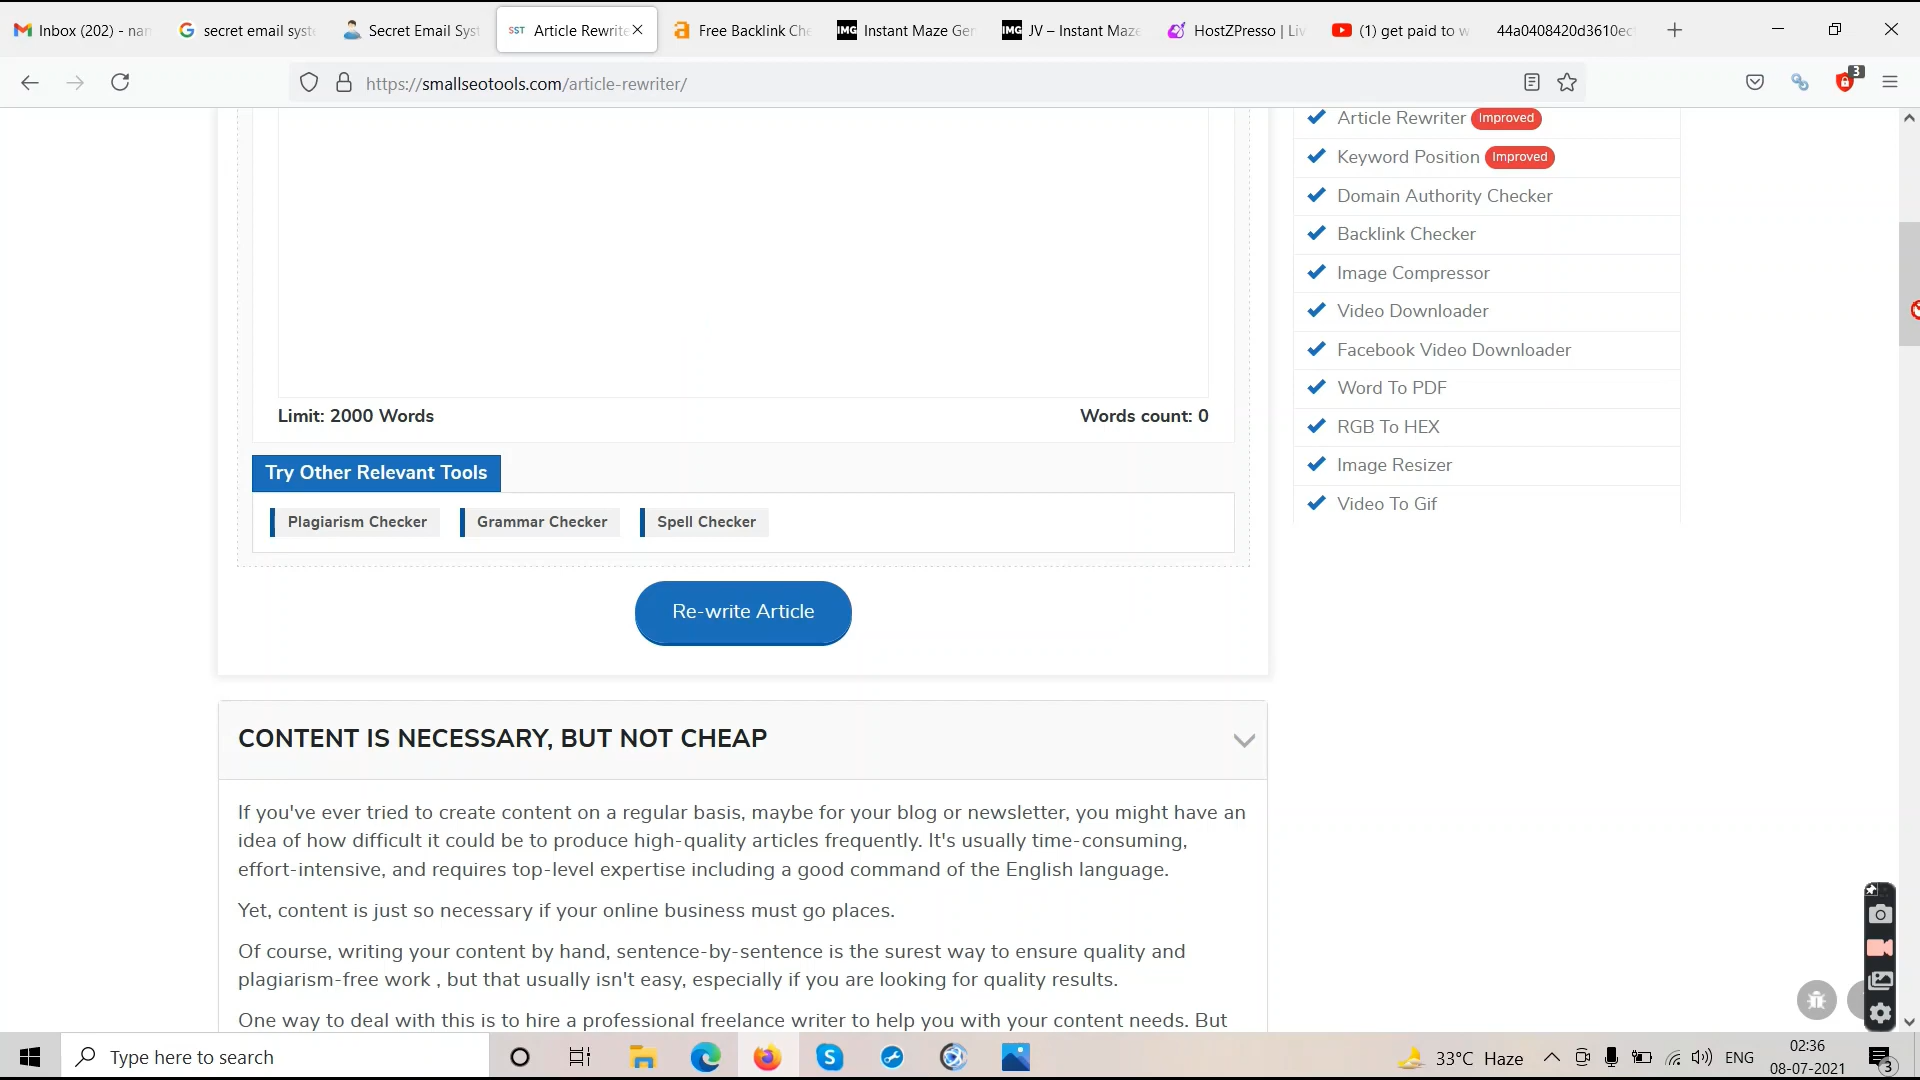 Inbox (202) - nan
secret email syste
Secret Email Syst
SST Article Rewrite
Free Backlink Che
IMG Instant Maze Gen
IMG JV – Instant Maze
HostZPresso | Liv
(1) get paid to w
44a0408420d3610ec
https://smallseotools.com/article-rewriter/
3
Article Rewriter Improved
Keyword Position Improved
Domain Authority Checker
Backlink Checker
Image Compressor
Video Downloader
Facebook Video Downloader
Word To PDF
RGB To HEX
Image Resizer
Video To Gif
Limit: 2000 Words
Words count: 0
Try Other Relevant Tools
Plagiarism Checker
Grammar Checker
Spell Checker
Re-write Article
CONTENT IS NECESSARY, BUT NOT CHEAP
If you've ever tried to create content on a regular basis, maybe for your blog or newsletter, you might have an
idea of how difficult it could be to produce high-quality articles frequently. It's usually time-consuming,
effort-intensive, and requires top-level expertise including a good command of the English language.
Yet, content is just so necessary if your online business must go places.
Of course, writing your content by hand, sentence-by-sentence is the surest way to ensure quality and
plagiarism-free work , but that usually isn't easy, especially if you are looking for quality results.
One way to deal with this is to hire a professional freelance writer to help you with your content needs. But
Type here to search
33°C Haze
ENG
02:36
08-07-2021
3